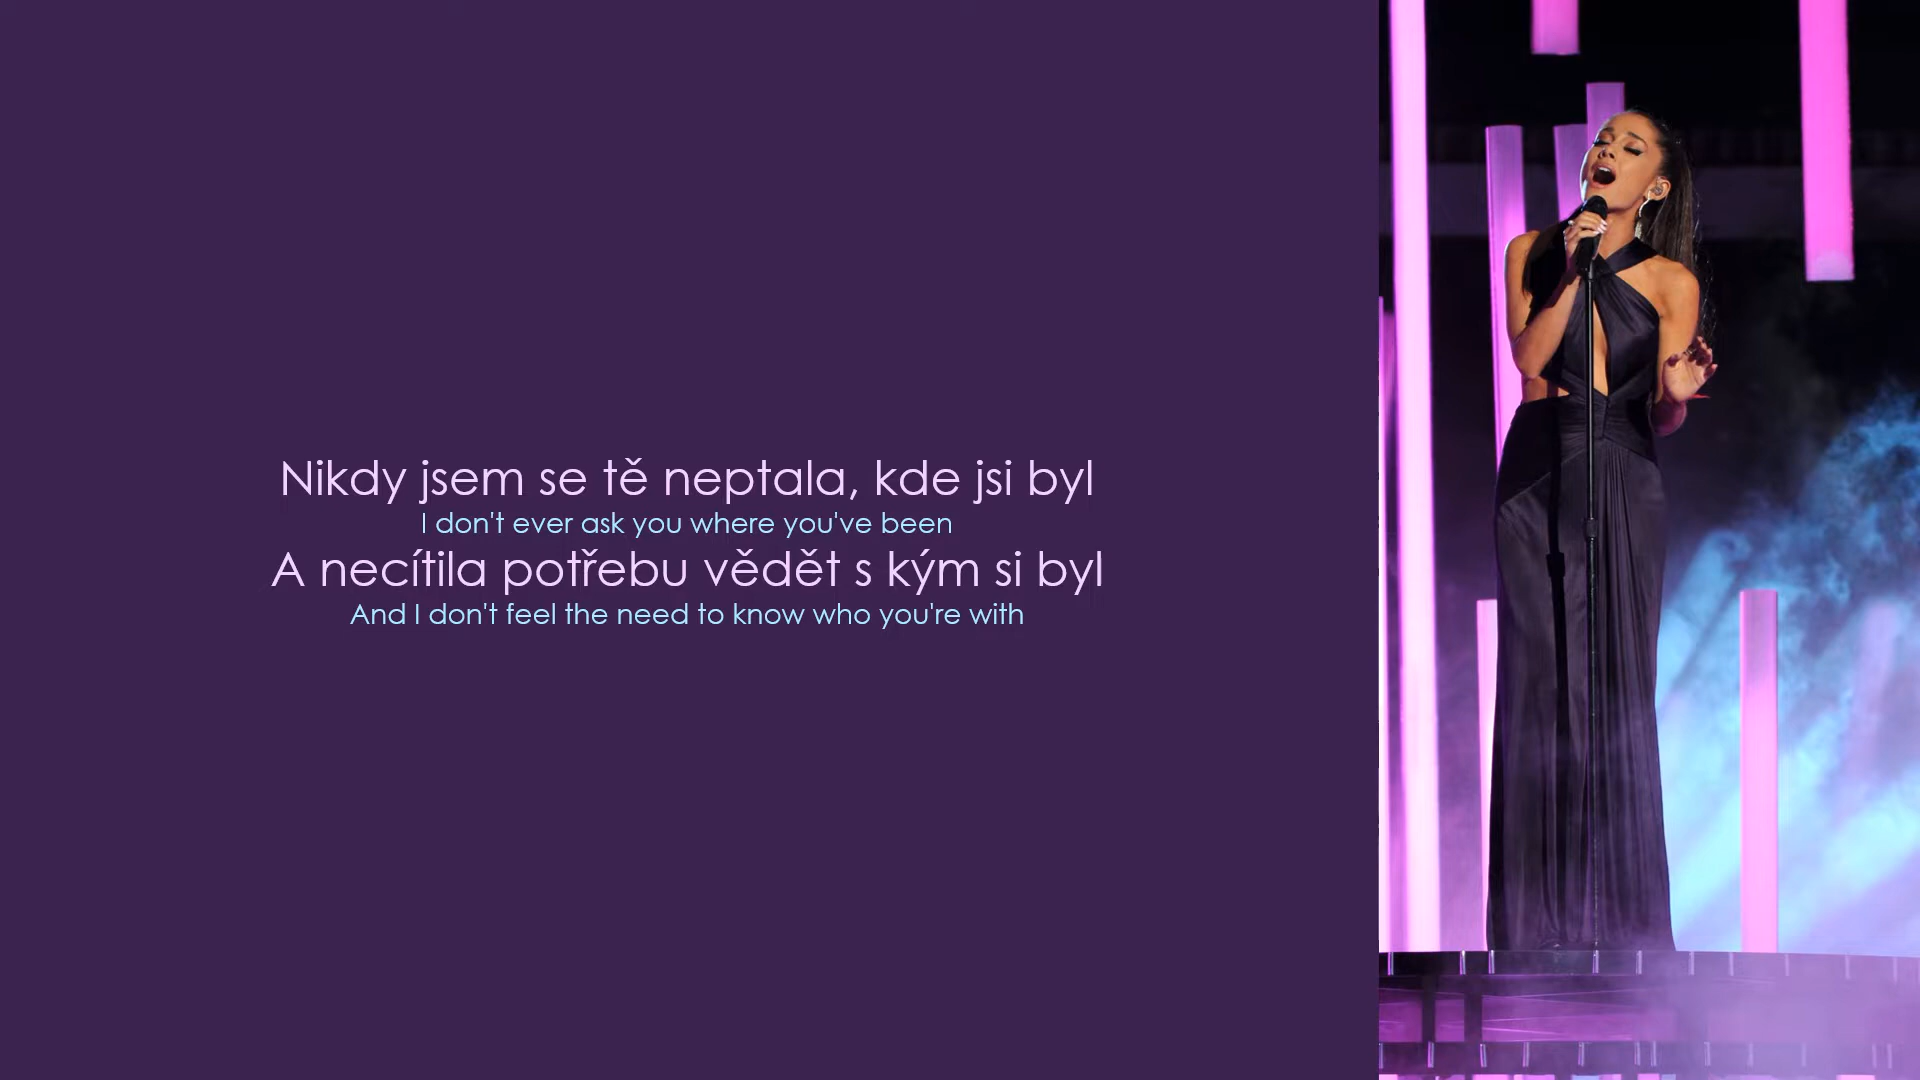 Nikdy jsem se tě neptala, kde jsi byl
I don't ever ask you where you've been
A necítila potřebu vědět s kým si byl
And I don't feel the need to know who you're with